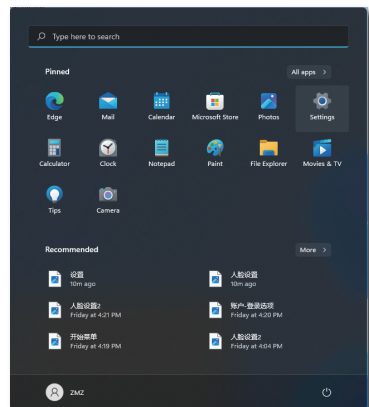 Type here to search
Pinned
All apps >
Edge
Mail
Calendar
Microsoft Store
Photos
Settings
Calculator
Clock
Notepad
Paint
File Explorer
Movies & TV
Tips
Camera
Recommended
More >
设置
10m ago
人脸设置
10m ago
人脸设置2
Friday at 4:21 PM
账户-登录选项
Friday at 4:20 PM
开始菜单
Friday at 4:19 PM
人脸设置2
Friday at 4:04 PM
ZMZ